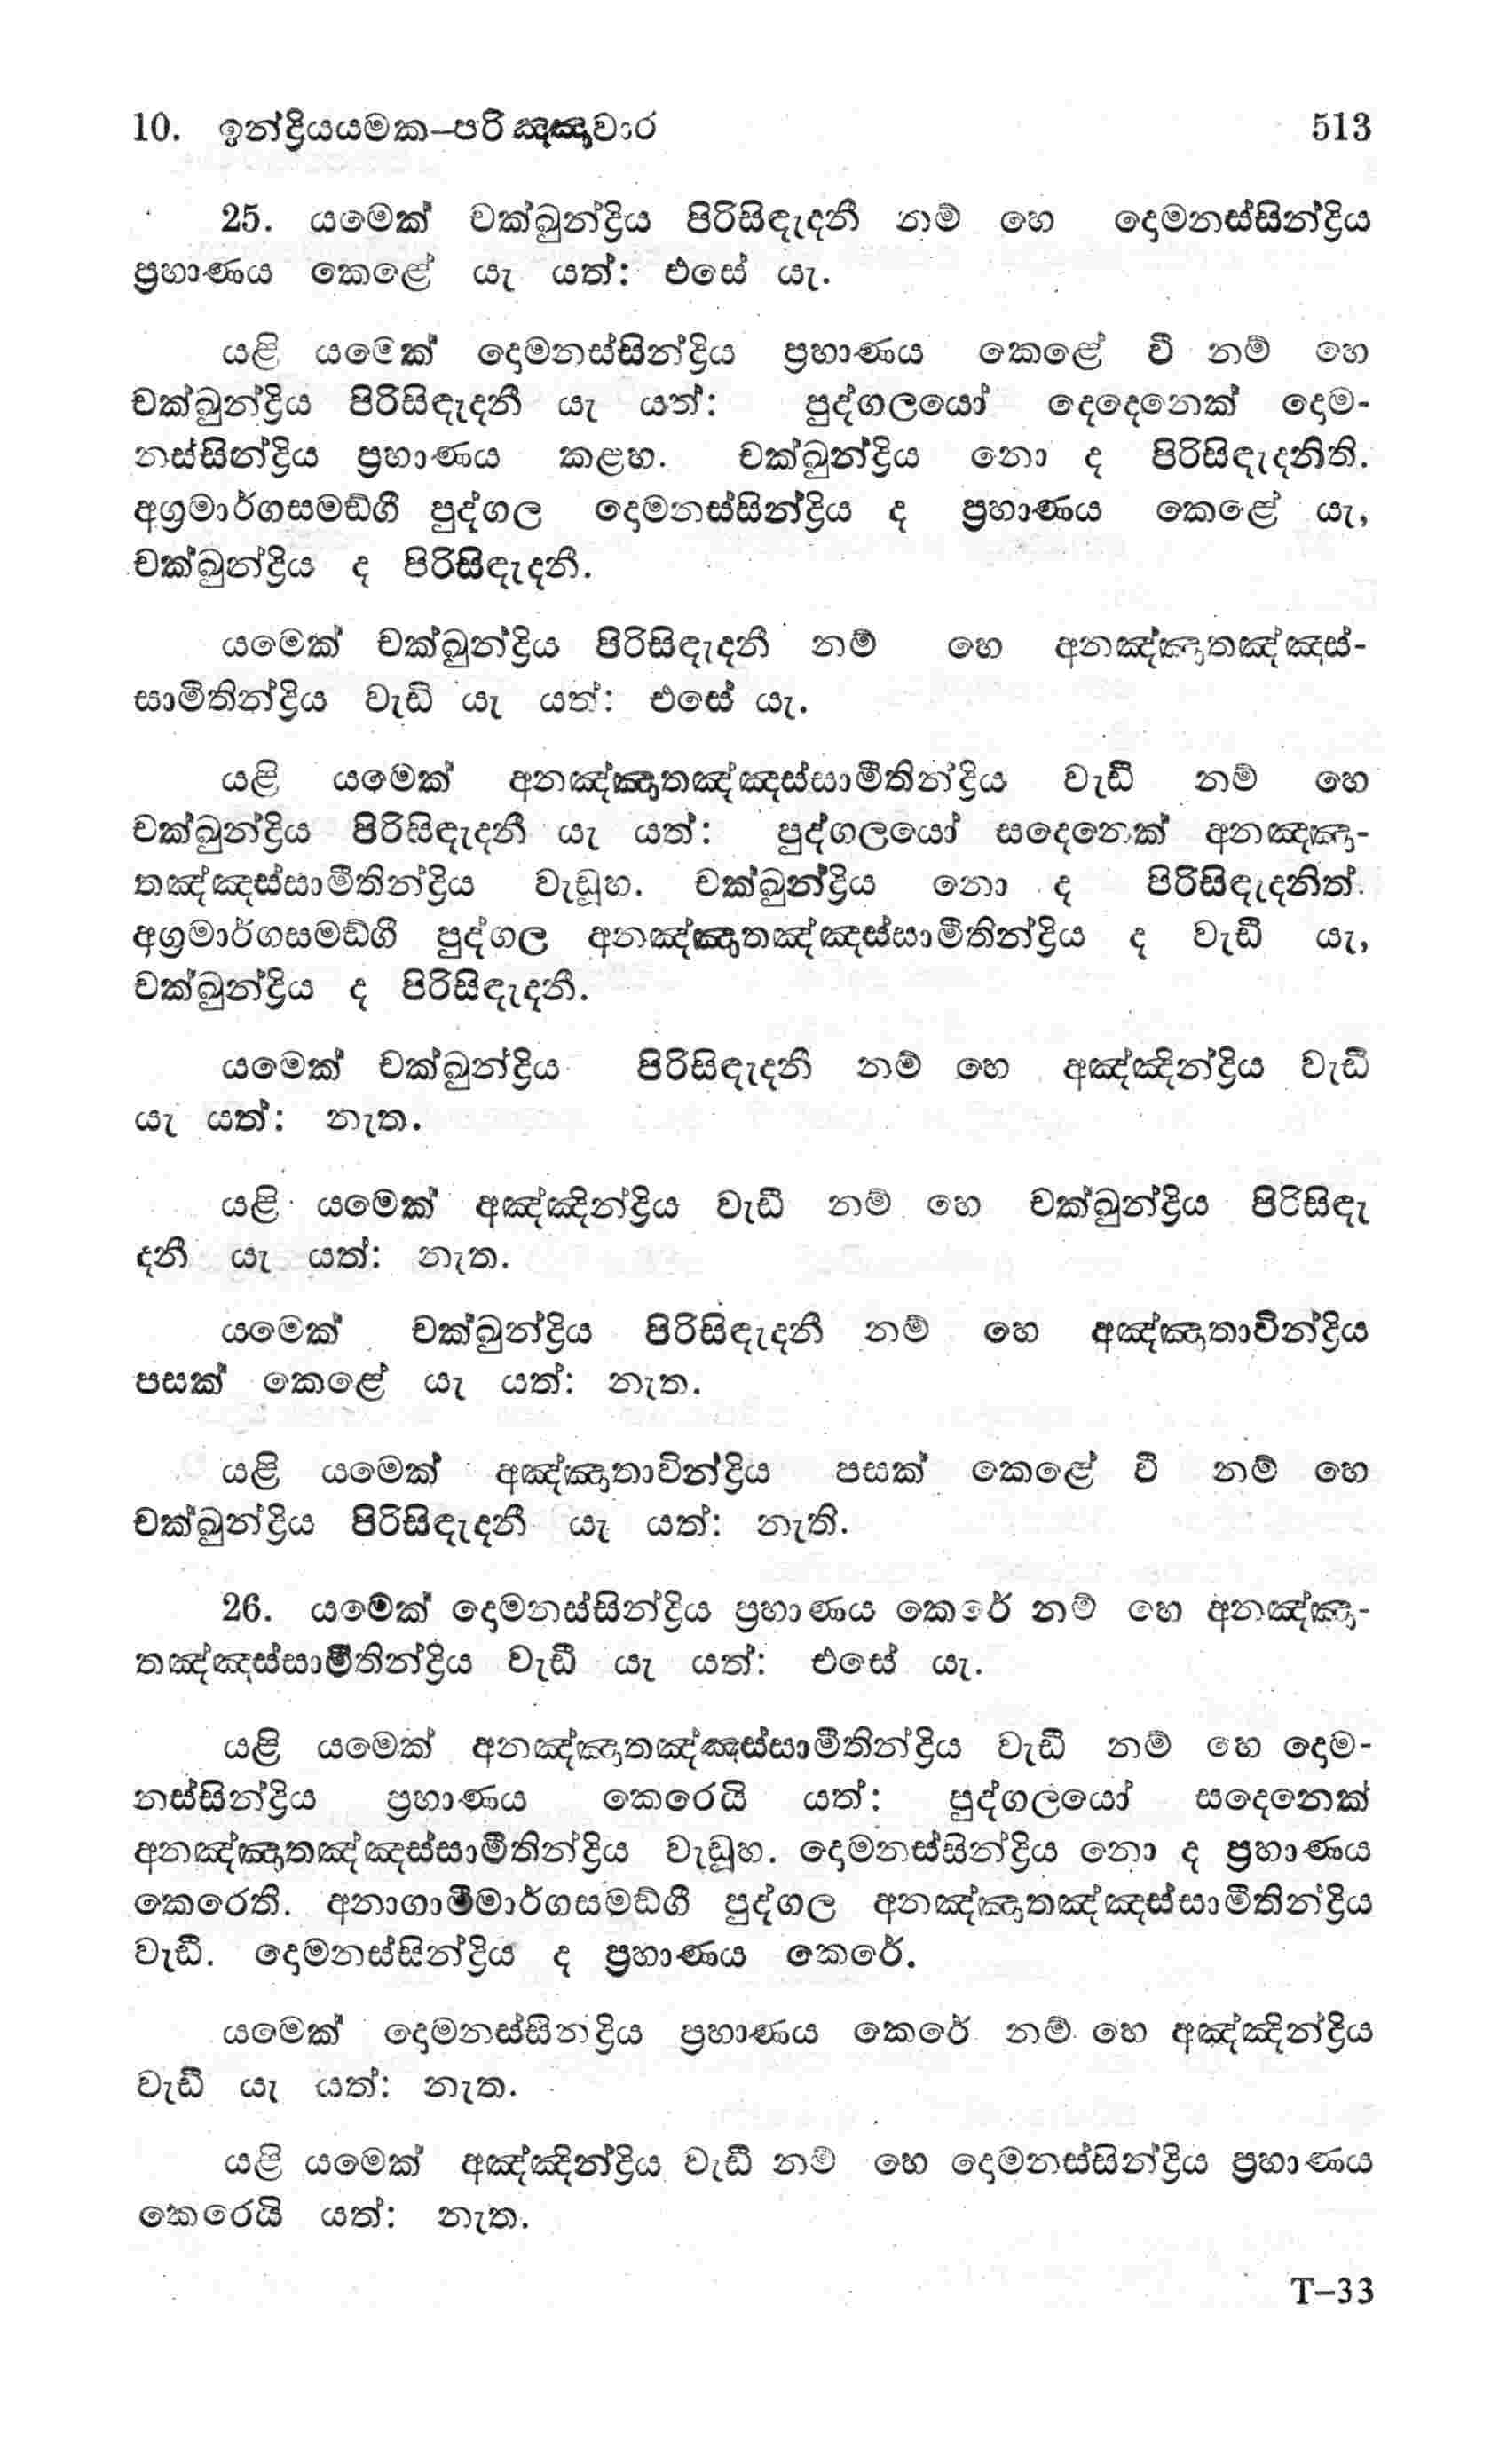 10. ඉන්ද්‍රියයමක–පරිඤ්ඤාවාර 513
25. යමෙක් චක්ඛුන්ද්‍රිය පිරිසිඳැදනී නම් හෙ දොමනස්සින්ද්‍රිය
ප්‍රහාණය කෙළේ යැ යත්: එසේ යැ.
යළි යමෙක් දොමනස්සින්ද්‍රිය ප්‍රහාණය කෙළේ වී නම් හෙ
චක්ඛුන්ද්‍රිය පිරිසිඳැදනී යැ යත්: පුද්ගලයෝ දෙදෙනෙක් දොම-
නස්සින්ද්‍රිය ප්‍රහාණය කළහ. චක්ඛුන්ද්‍රිය නො ද පිරිසිඳැදනිති.
අග්‍රමාර්ගසමඞ්ගී පුද්ගල දොමනස්සින්ද්‍රිය ද ප්‍රහාණය කෙළේ යැ,
චක්ඛුන්ද්‍රිය ද පිරිසිඳැදනී.
යමෙක් චක්ඛුන්ද්‍රිය පිරිසිඳැදනී නම් හෙ අනඤ්ඤාතඤ්ඤස්-
සාමීතින්ද්‍රිය වැඩී යැ යත්: එසේ යැ.
යළි යමෙක් අනඤ්ඤාතඤ්ඤස්සාමීතින්ද්‍රිය වැඩී නම් හෙ
චක්ඛුන්ද්‍රිය පිරිසිඳැදනී යැ යත්: පුද්ගලයෝ සදෙනෙක් අනඤ්ඤා-
තඤ්ඤස්සාමීතින්ද්‍රිය වැඩූහ. චක්ඛුන්ද්‍රිය නො ද පිරිසිඳැදනිත්.
අග්‍රමාර්ගසමඞ්ගී පුද්ගල අනඤ්ඤාතඤ්ඤස්සාමීතින්ද්‍රිය ද වැඩී යැ,
චක්ඛුන්ද්‍රිය ද පිරිසිඳැදනී.
යමෙක් චක්ඛුන්ද්‍රිය පිරිසිඳැදනී නම් හෙ අඤ්ඤින්ද්‍රිය වැඩී
යැ යත්: නැත.
යළි යමෙක් අඤ්ඤින්ද්‍රිය වැඩී නම් හෙ චක්ඛුන්ද්‍රිය පිරිසිඳැ
දනී යැ යත්: නැත.
යමෙක් චක්ඛුන්ද්‍රිය පිරිසිඳැදනී නම් හෙ අඤ්ඤාතාවින්ද්‍රිය
පසක් කෙළේ යැ යත්: නැත.
යළි යමෙක් අඤ්ඤාතාවින්ද්‍රිය පසක් කෙළේ වී නම් හෙ
චක්ඛුන්ද්‍රිය පිරිසිඳැදනී යැ යත්: නැති.
26. යමෙක් දොමනස්සින්ද්‍රිය ප්‍රහාණය කෙරේ නම් හෙ අනඤ්ඤා-
තඤ්ඤස්සාමීතින්ද්‍රිය වැඩී යැ යත්: එසේ යැ.
යළි යමෙක් අනඤ්ඤාතඤ්ඤස්සාමීතින්ද්‍රිය වැඩී නම් හෙ දොම-
නස්සින්ද්‍රිය ප්‍රහාණය කෙරෙයි යත්: පුද්ගලයෝ සදෙනෙක්
අනඤ්ඤාතඤ්ඤස්සාමීතින්ද්‍රිය වැඩූහ. දොමනස්සින්ද්‍රිය නො ද ප්‍රහාණය
කෙරෙති. අනාගාමීමාර්ගසමඞ්ගී පුද්ගල අනඤ්ඤාතඤ්ඤස්සාමීතින්ද්‍රිය
වැඩී. දොමනස්සින්ද්‍රිය ද ප්‍රහාණය කෙරේ.
යමෙක් දොමනස්සින්ද්‍රිය ප්‍රහාණය කෙරේ නම් හෙ අඤ්ඤින්ද්‍රිය
වැඩී යැ යත්: නැත.
යළි යමෙක් අඤ්ඤින්ද්‍රිය වැඩී නම් හෙ දොමනස්සින්ද්‍රිය ප්‍රහාණය
කෙරෙයි යත්: නැත.
T–33